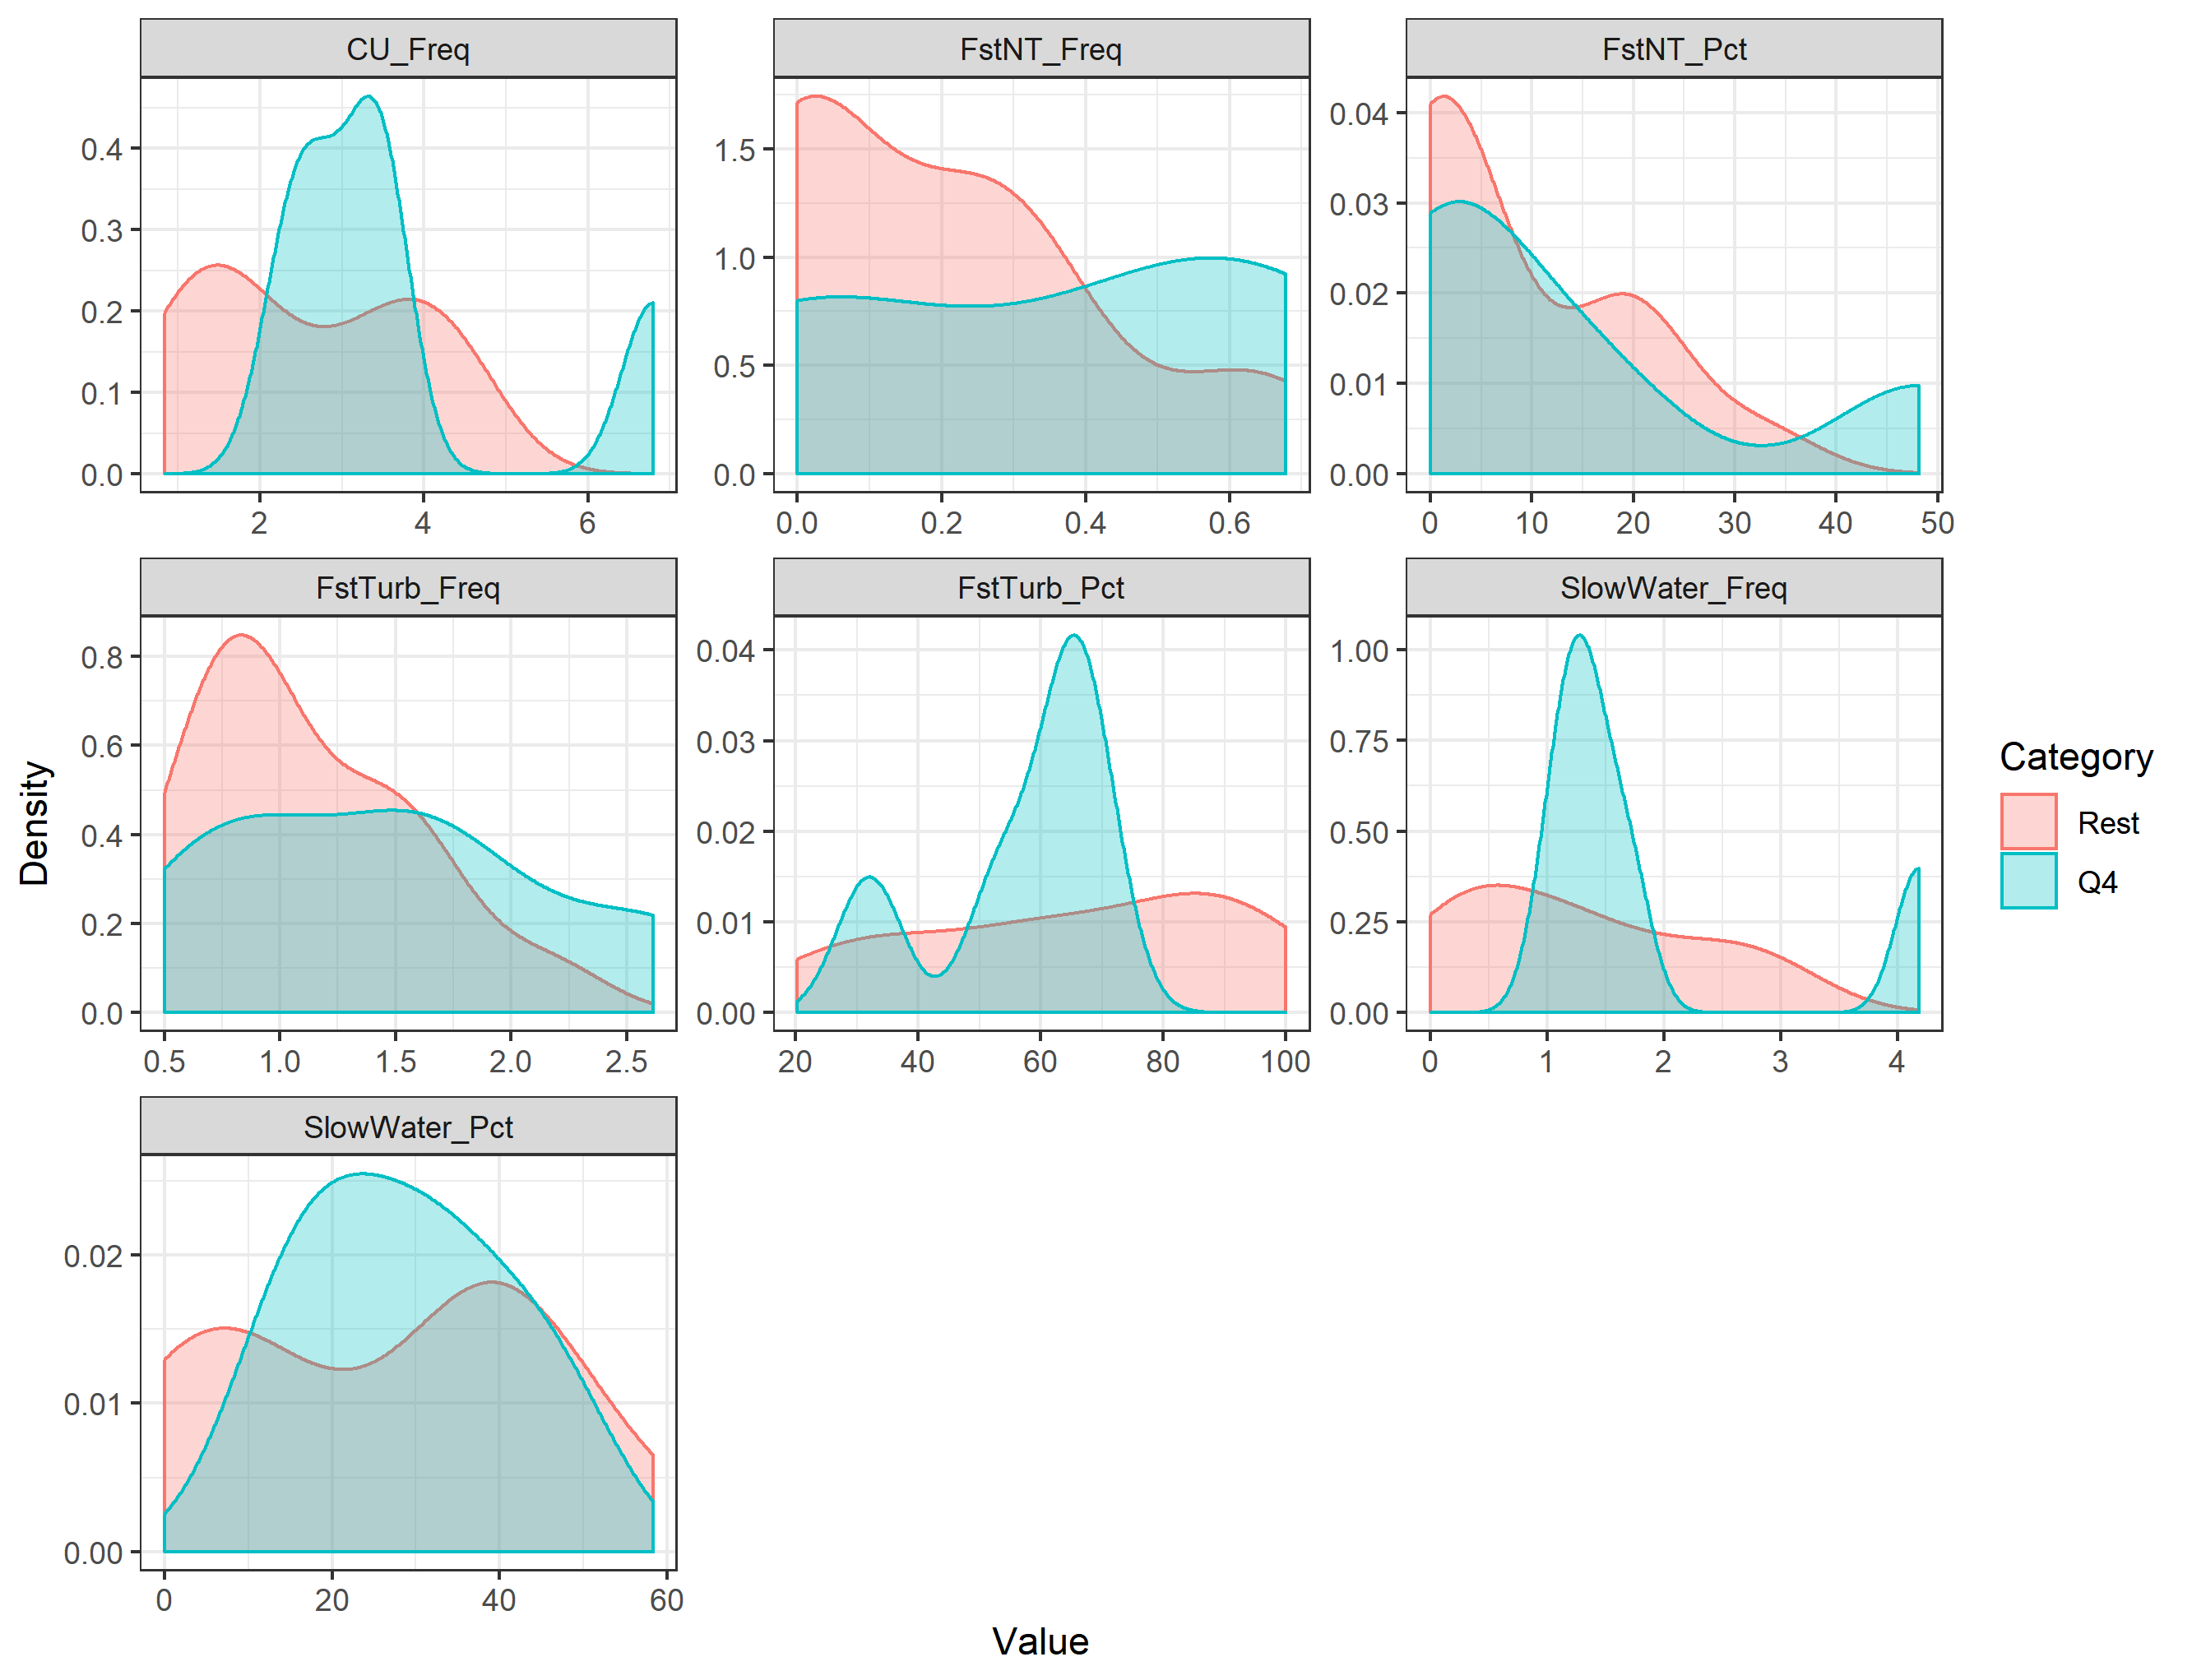 CU_Freq
FstNT_Freq
FstNT_Pct
0.4
0.3
0.2
0.1
0.0
2 4 6
1.5
1.0
0.5
0.0
0.0 0.2 0.4 0.6
0.04
0.03
0.02
0.01
0.00
0 10 20 30 40 50
FstTurb_Freq
FstTurb_Pct
SlowWater_Freq
0.8
0.6
0.4
0.2
0.0
0.5 1.0 1.5 2.0 2.5
0.04
0.03
0.02
0.01
0.00
20 40 60 80 100
1.00
0.75
0.50
0.25
0.00
0 1 2 3 4
SlowWater_Pct
0.02
0.01
0.00
0 20 40 60
Density
Value
Category
Rest
Q4